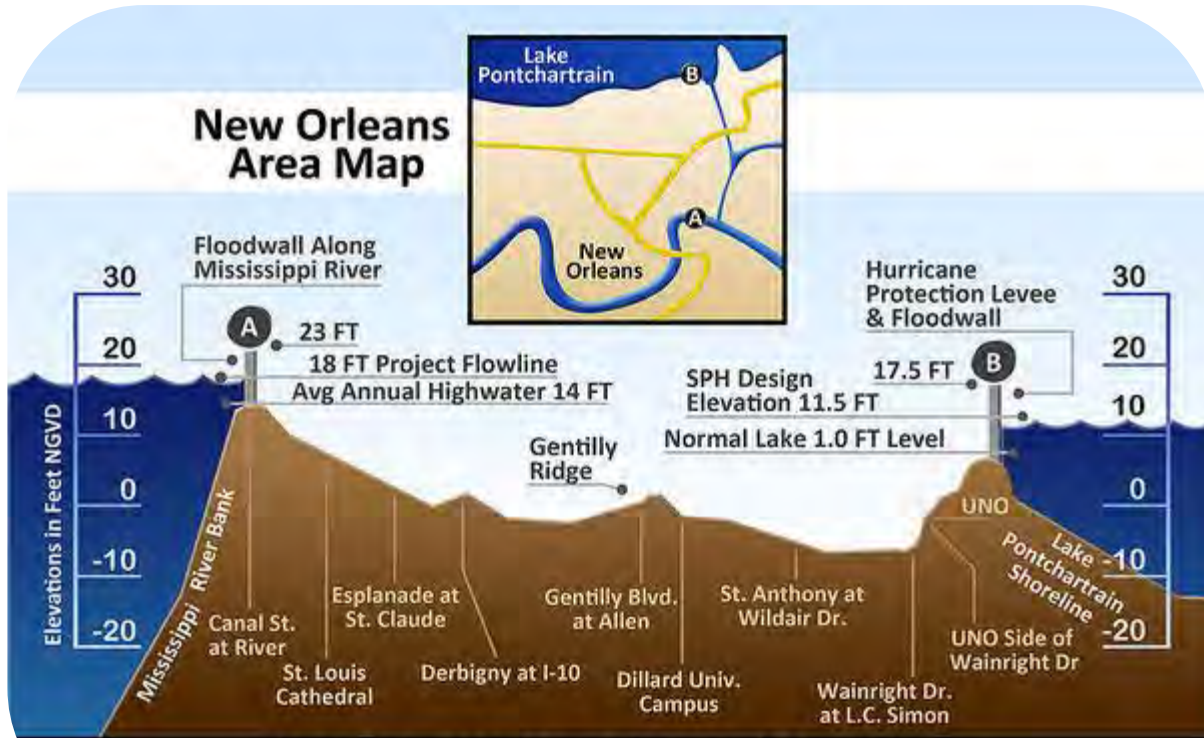 New Orleans
Area Map
Lake
Pontchartrain
B
A
New
Orleans
Floodwall Along
Mississippi River
Hurricane
Protection Levee
& Floodwall
30
20
10
0
-10
-20
Elevations in Feet NGVD
A
23 FT
18 FT Project Flowline
Avg Annual Highwater 14 FT
Gentilly
Ridge
SPH Design
Elevation 11.5 FT
17.5 FT
B
Normal Lake 1.0 FT Level
30
20
10
0
-10
-20
Mississippi River Bank
Canal St.
at River
St. Louis
Cathedral
Esplanade at
St. Claude
Derbigny at I-10
Gentilly Blvd.
at Allen
Dillard Univ.
Campus
St. Anthony at
Wildair Dr.
Wainright Dr.
at L.C. Simon
UNO
UNO Side of
Wainright Dr
Lake
Pontchartrain
Shoreline